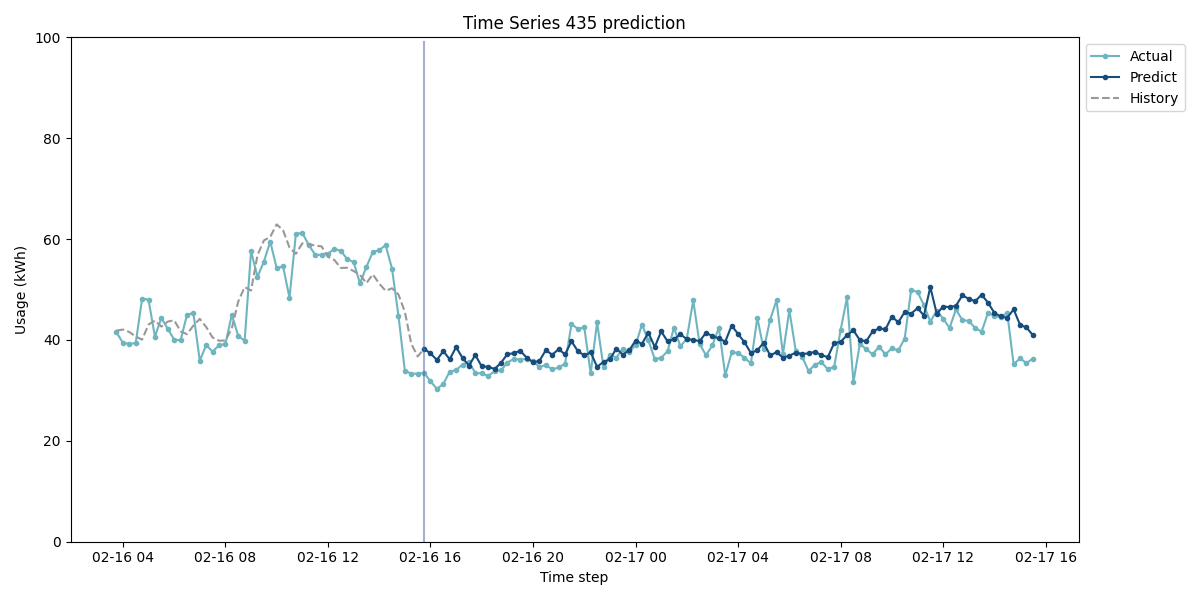 Time Series 435 prediction
100
80
60
40
20
0
Usage (kWh)
02-16 04
02-16 08
02-16 12
02-16 16
02-16 20
02-17 00
02-17 04
02-17 08
02-17 12
02-17 16
Time step
Actual
Predict
History